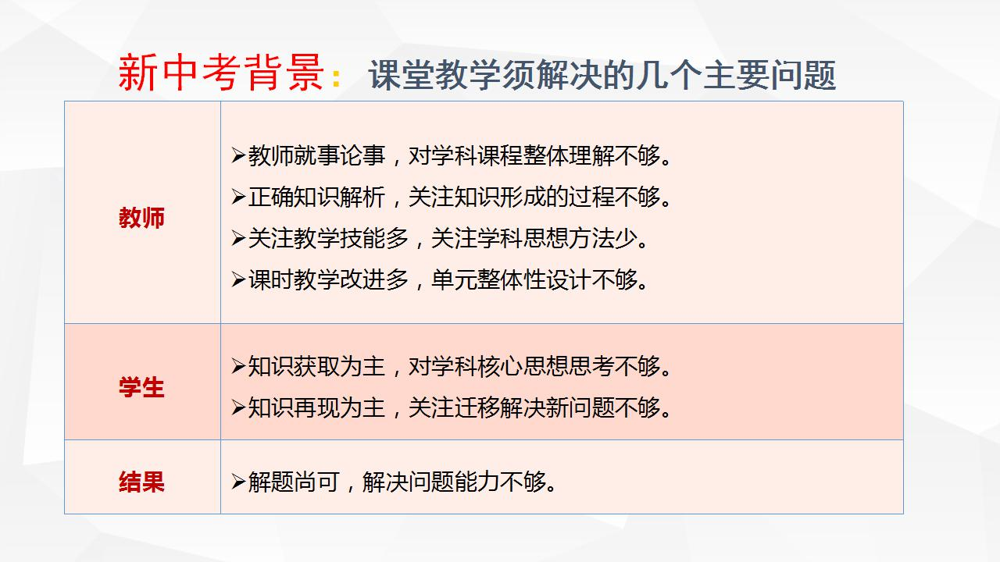 新中考背景：课堂教学须解决的几个主要问题
教师
➢教师就事论事，对学科课程整体理解不够。
➢正确知识解析，关注知识形成的过程不够。
➢关注教学技能多，关注学科思想方法少。
➢课时教学改进多，单元整体性设计不够。
学生
➢知识获取为主，对学科核心思想思考不够。
➢知识再现为主，关注迁移解决新问题不够。
结果
➢解题尚可，解决问题能力不够。